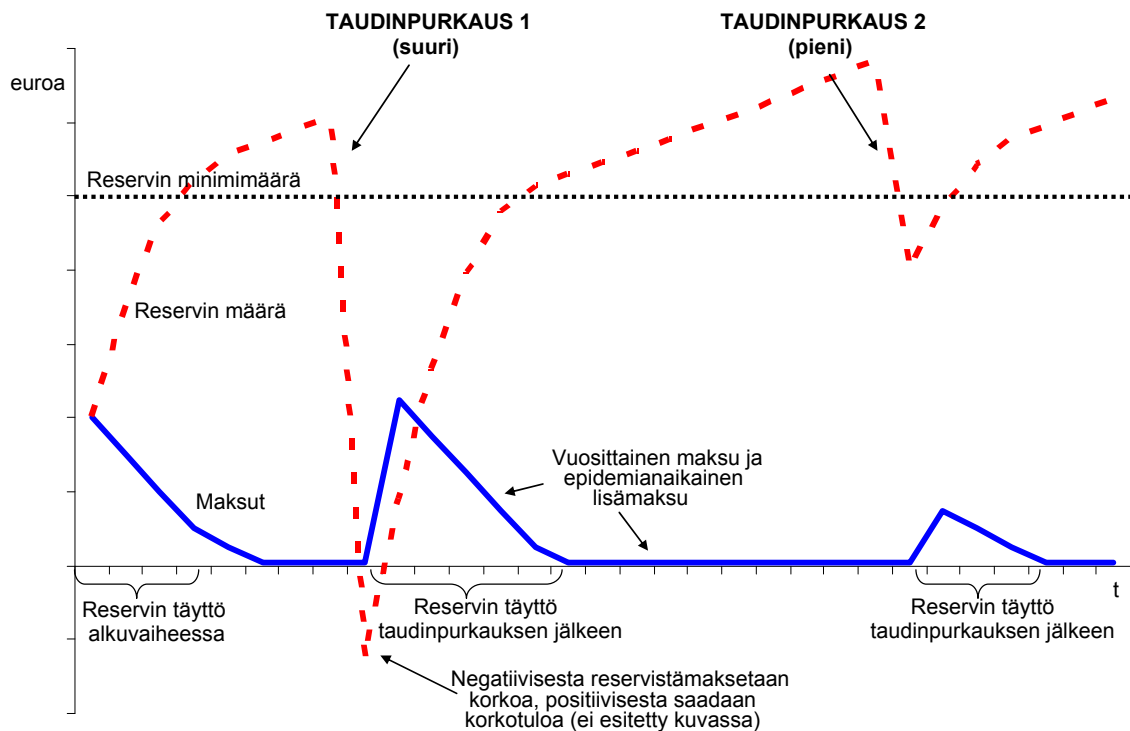 TAUDINPURKAUS 1
(suuri)
TAUDINPURKAUS 2
(pieni)
euroa
Reservin minimimäärä
Reservin määrä
Maksut
Vuosittainen maksu ja
epidemianaikainen
lisämaksu
t
Reservin täyttö
alkuvaiheessa
Reservin täyttö
taudinpurkauksen jälkeen
Reservin täyttö
taudinpurkauksen jälkeen
Negatiivisesta reservistämaksetaan
korkoa, positiivisesta saadaan
korkotuloa (ei esitetty kuvassa)